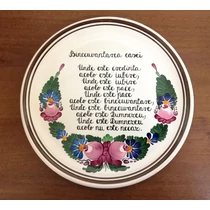 Binecuvantarea casei
Unde este credinta
acolo este iubire,
Unde este iubire
acolo este pace,
Unde este pace
acolo este binecuvantare
Unde este binecuvantare
acolo este Dumnezeu,
Unde este Dumnezeu
acolo nu este necaz.